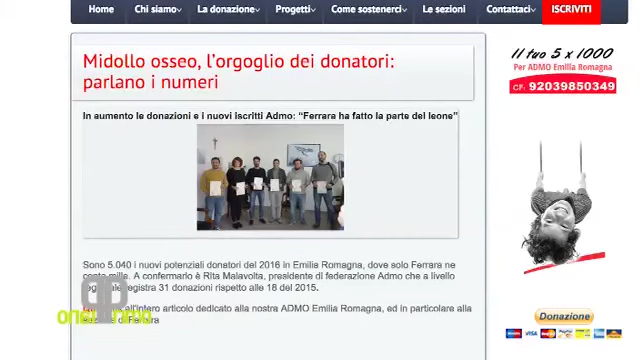 Home Chi siamo La donazione Progetti Come sostenerci Le sezioni Contattaci ISCRIVITI
Midollo osseo, l'orgoglio dei donatori:
parlano i numeri
In aumento le donazioni e i nuovi iscritti Admo: “Ferrara ha fatto la parte del leone”
Sono 5.040 i nuovi potenziali donatori del 2016 in Emilia Romagna, dove solo Ferrara ne
conta mille. A confermarlo è Rita Malavolta, presidente di federazione Admo che a livello
registra 31 donazioni rispetto alle 18 del 2015.
all'intero articolo dedicato alla nostra ADMO Emilia Romagna, ed in particolare alla
di Ferrara
Il tuo 5 x 1000
Per ADMO Emilia Romagna
CF: 92039850349
Donazione